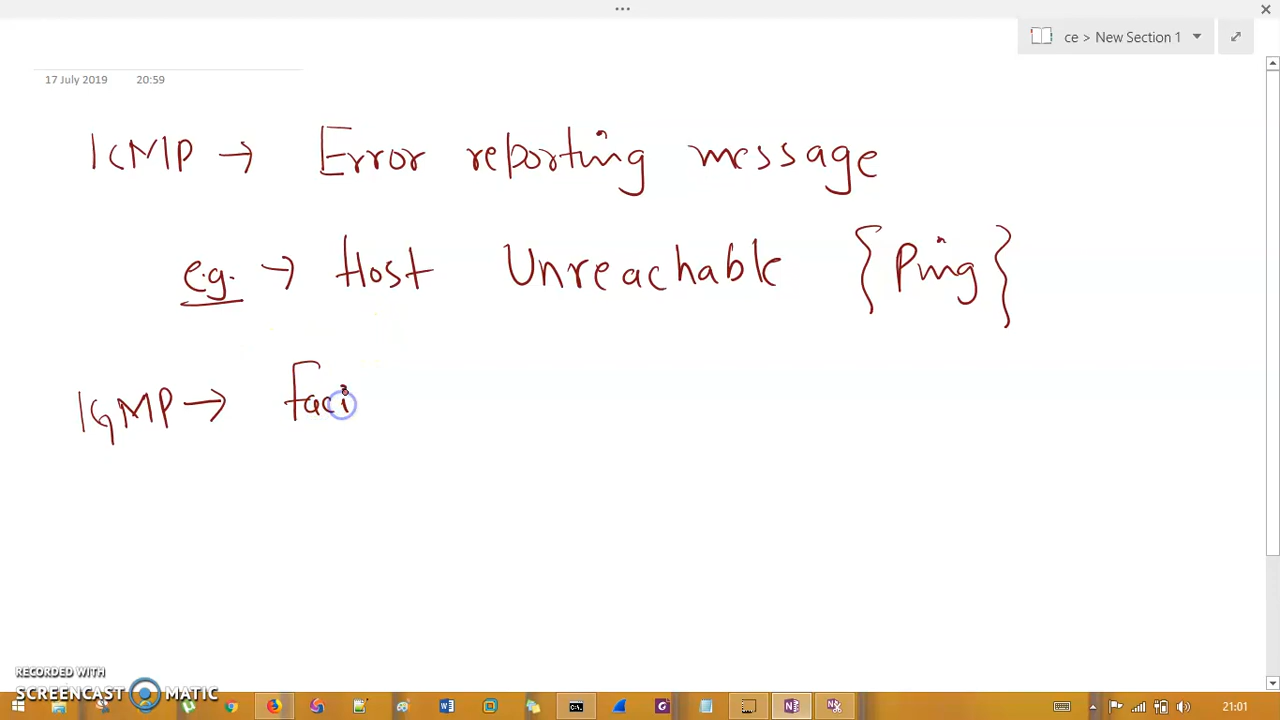 ce > New Section 1
17 July 2019 20:59
ICMP → Error reporting message
e.g. → Host Unreachable {Ping}
IGMP → Faci
RECORDED WITH
SCREENCAST MATIC
21:01